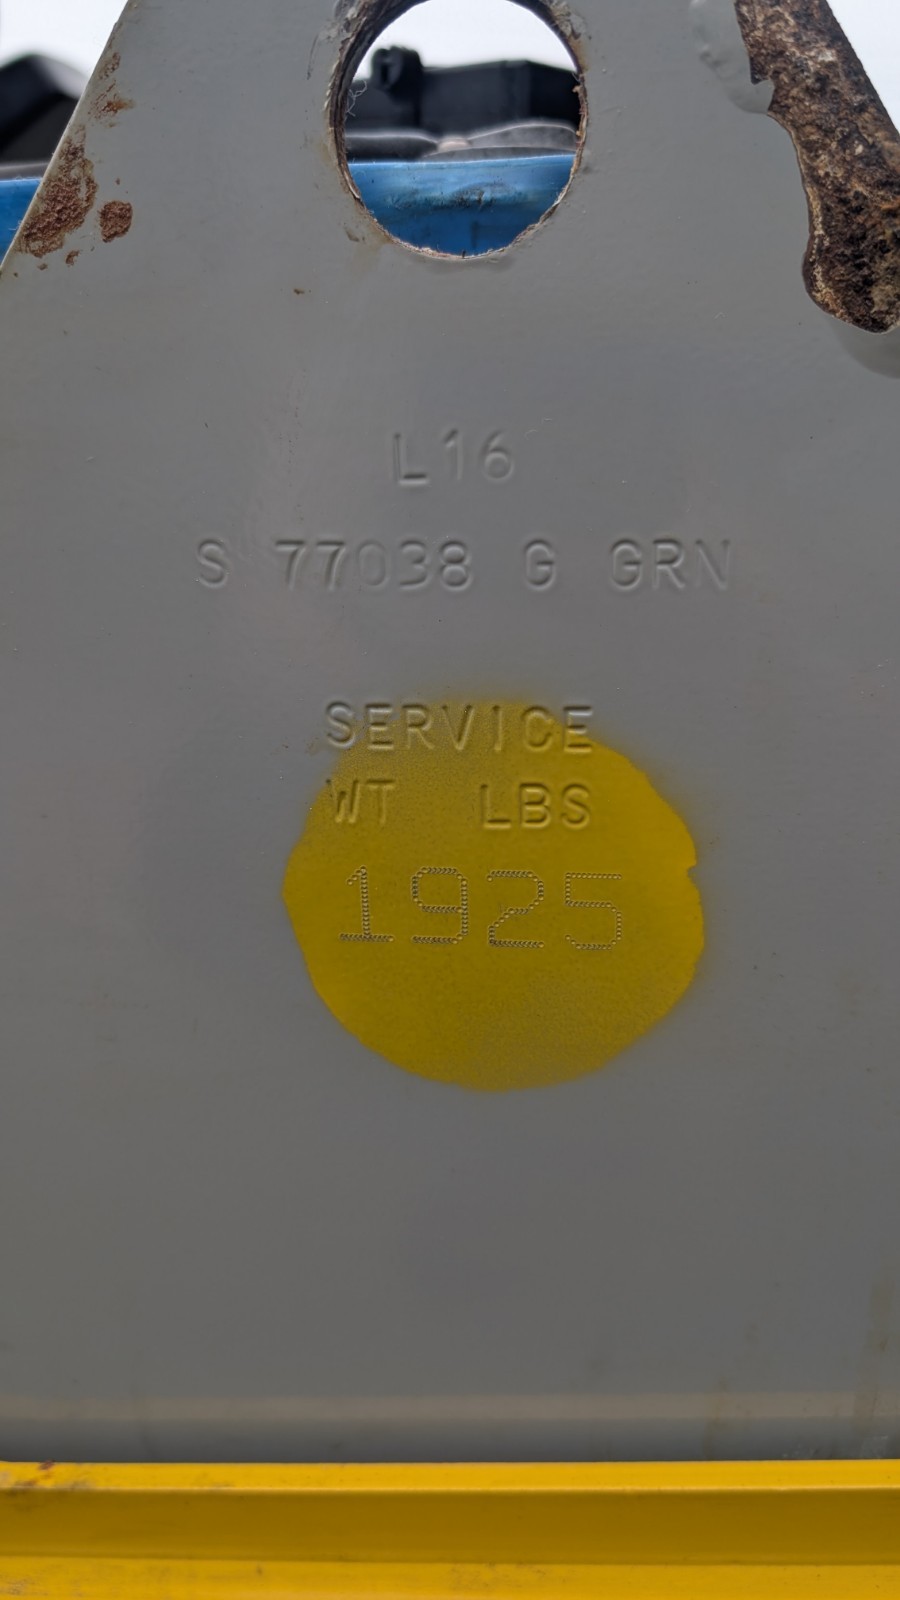 L16
S 77038 G GRN
SERVICE
WT LBS
1925